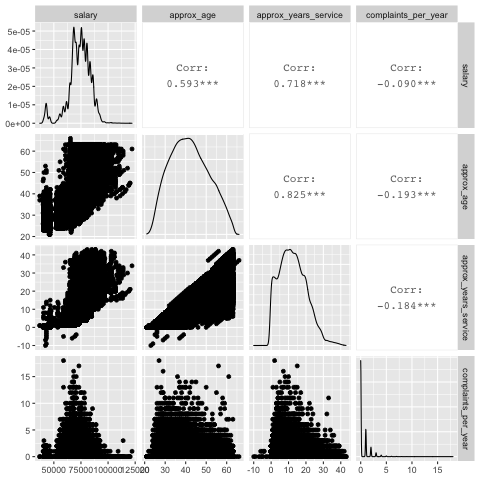 salary
approx_age
approx_years_service
complaints_per_year
5e-05
4e-05
3e-05
2e-05
1e-05
0e+00
Corr:
0.593***
Corr:
0.718***
Corr:
-0.090***
salary
60
50
40
30
20
Corr:
0.825***
Corr:
-0.193***
approx_age
40
30
20
10
0
-10
Corr:
-0.184***
approx_years_service
15
10
5
0
complaints_per_year
50000 75000 100000 125000
20 30 40 50 60
-10 0 10 20 30 40
0 5 10 15